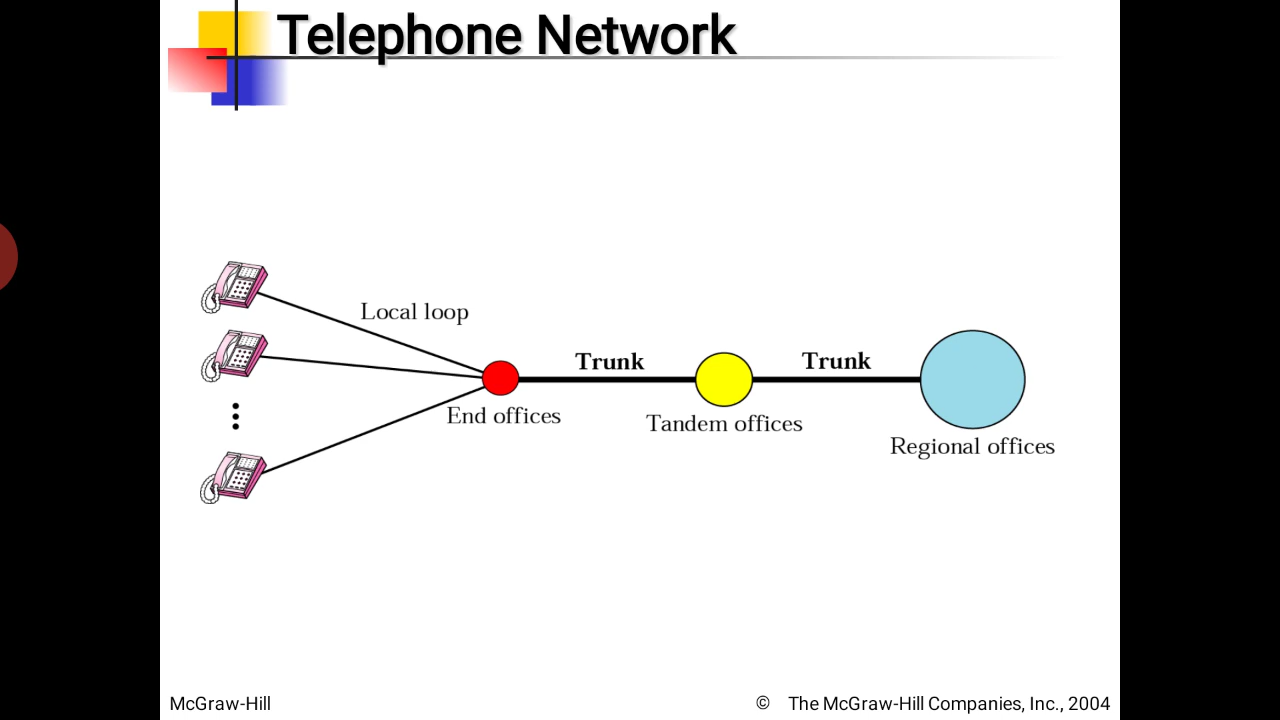 Telephone Network
Local loop
Trunk
Trunk
End offices
Tandem offices
Regional offices
McGraw-Hill
© The McGraw-Hill Companies, Inc., 2004